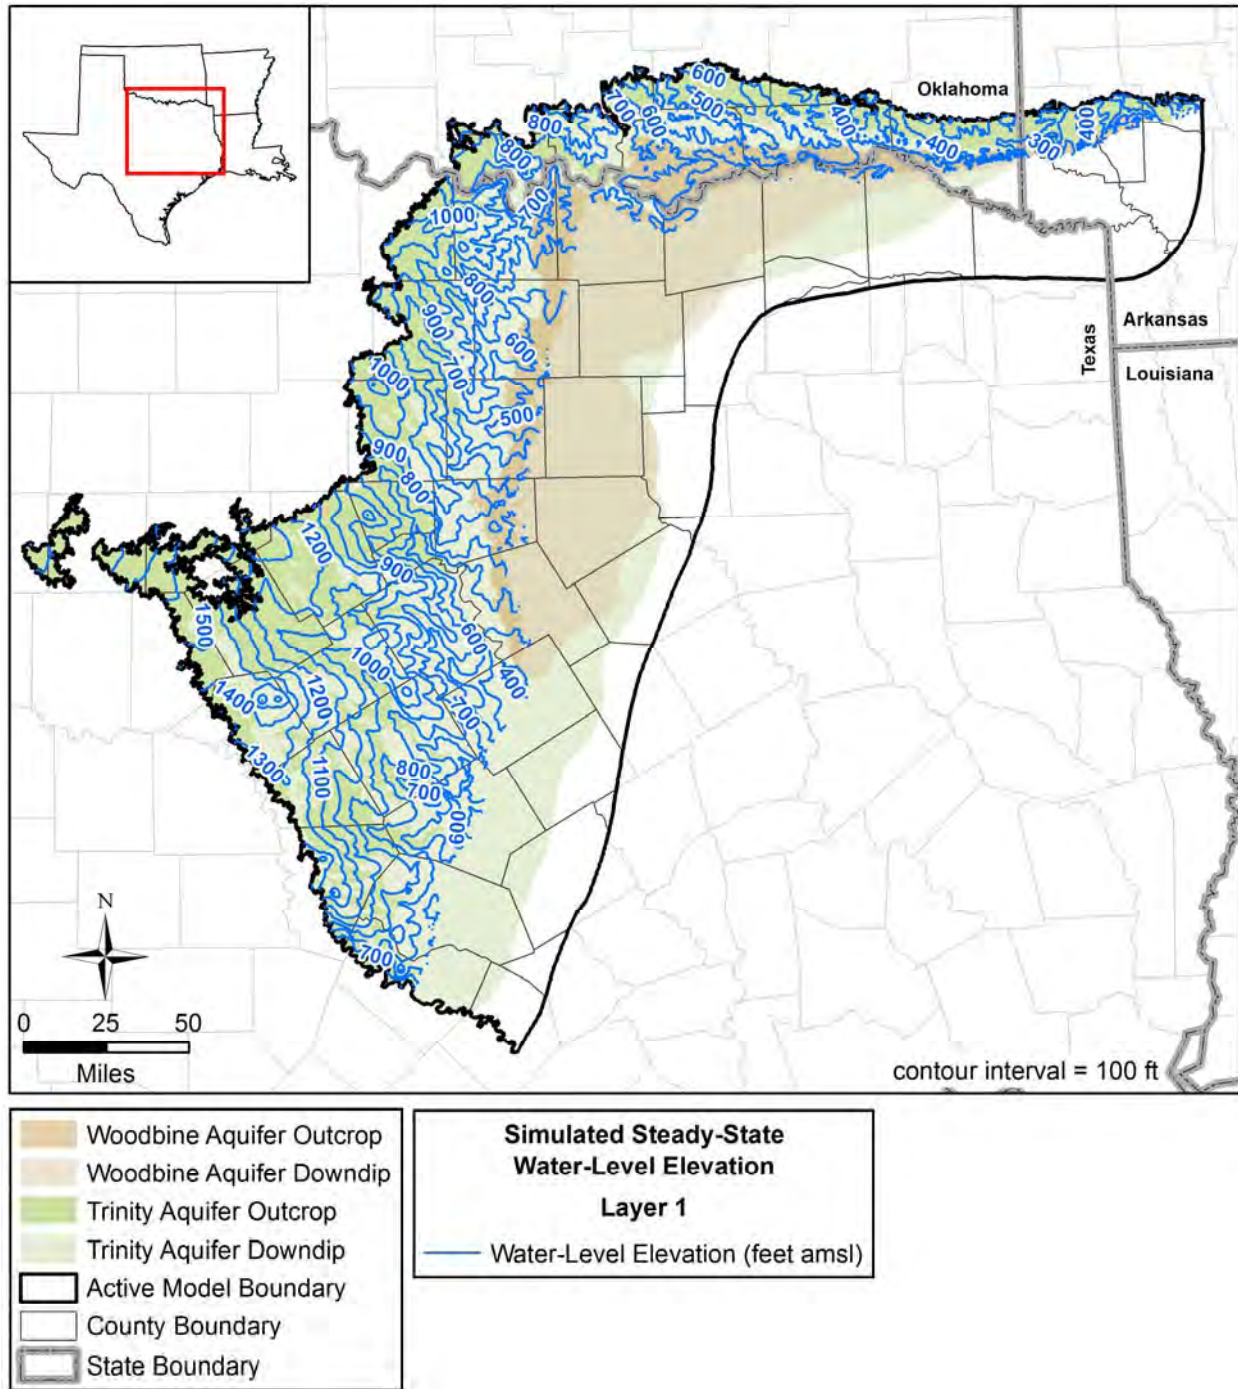 Oklahoma
600
700
500
600
400
400
400
300
800
800
700
1000
800
900
600
1000
700
500
900
800
Texas
Arkansas
Louisiana
1200
900
1500
600
1000
400
1400
1200
700
1300
1100
800
700
600
700
N
0 25 50
Miles
contour interval = 100 ft
Woodbine Aquifer Outcrop
Woodbine Aquifer Downdip
Trinity Aquifer Outcrop
Trinity Aquifer Downdip
Active Model Boundary
County Boundary
State Boundary
Simulated Steady-State
Water-Level Elevation
Layer 1
Water-Level Elevation (feet amsl)